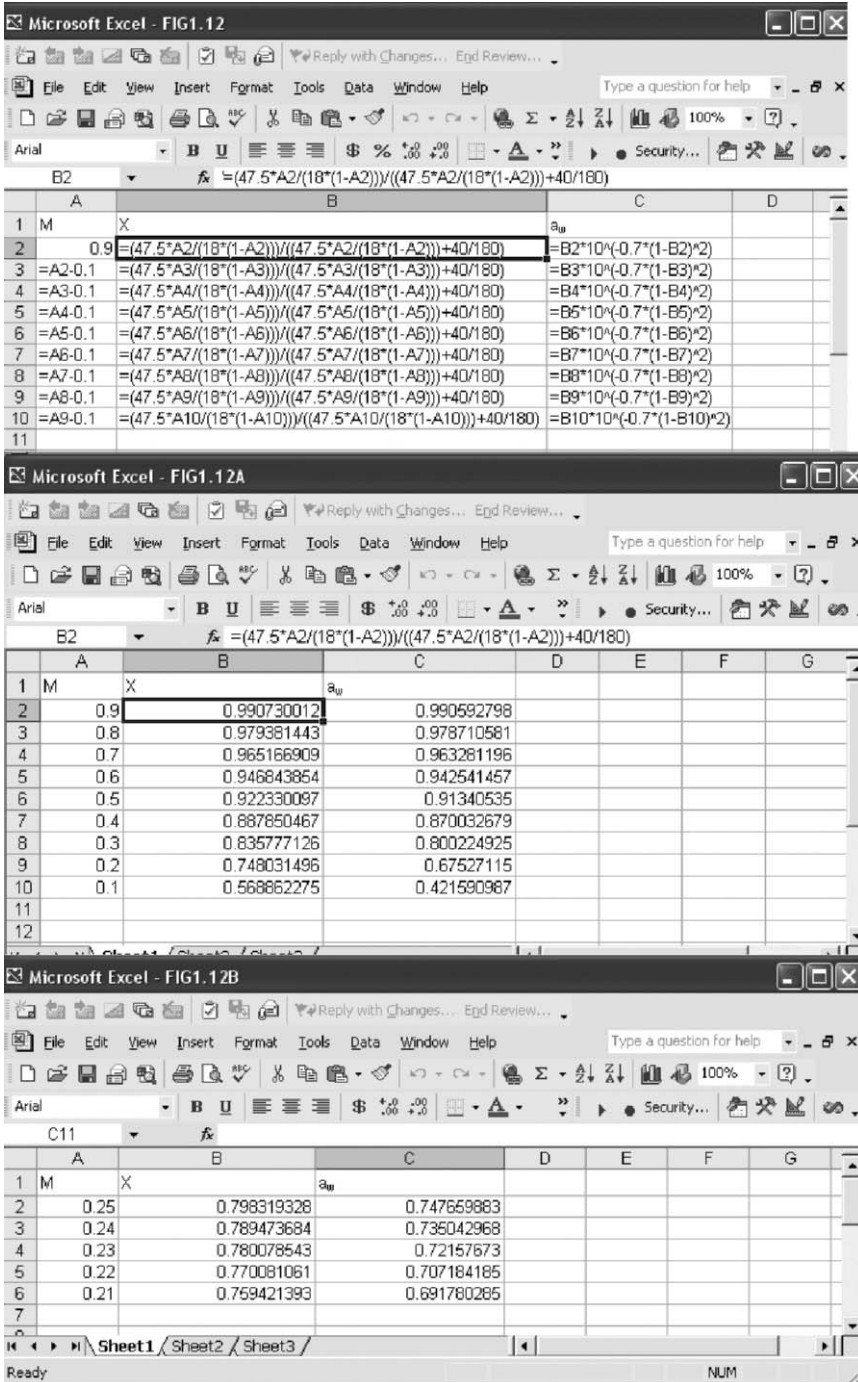 Microsoft Excel - FIG1.12
Reply with Changes... End Review...
File Edit View Insert Format Tools Data Window Help Type a question for help
100%
Arial B U $ % Security...
B2 fx '=(47.5*A2/(18*(1-A2)))/((47.5*A2/(18*(1-A2)))+40/180)
A B C D
1 M X aw
2 0.9 =(47.5*A2/(18*(1-A2)))/((47.5*A2/(18*(1-A2)))+40/180) =B2*10^(-0.7*(1-B2)^2)
3 =A2-0.1 =(47.5*A3/(18*(1-A3)))/((47.5*A3/(18*(1-A3)))+40/180) =B3*10^(-0.7*(1-B3)^2)
4 =A3-0.1 =(47.5*A4/(18*(1-A4)))/((47.5*A4/(18*(1-A4)))+40/180) =B4*10^(-0.7*(1-B4)^2)
5 =A4-0.1 =(47.5*A5/(18*(1-A5)))/((47.5*A5/(18*(1-A5)))+40/180) =B5*10^(-0.7*(1-B5)^2)
6 =A5-0.1 =(47.5*A6/(18*(1-A6)))/((47.5*A6/(18*(1-A6)))+40/180) =B6*10^(-0.7*(1-B6)^2)
7 =A6-0.1 =(47.5*A7/(18*(1-A7)))/((47.5*A7/(18*(1-A7)))+40/180) =B7*10^(-0.7*(1-B7)^2)
8 =A7-0.1 =(47.5*A8/(18*(1-A8)))/((47.5*A8/(18*(1-A8)))+40/180) =B8*10^(-0.7*(1-B8)^2)
9 =A8-0.1 =(47.5*A9/(18*(1-A9)))/((47.5*A9/(18*(1-A9)))+40/180) =B9*10^(-0.7*(1-B9)^2)
10 =A9-0.1 =(47.5*A10/(18*(1-A10)))/((47.5*A10/(18*(1-A10)))+40/180) =B10*10^(-0.7*(1-B10)^2)
11
Microsoft Excel - FIG1.12A
Reply with Changes... End Review...
File Edit View Insert Format Tools Data Window Help Type a question for help
100%
Arial B U $ Security...
B2 fx =(47.5*A2/(18*(1-A2)))/((47.5*A2/(18*(1-A2)))+40/180)
A B C D E F G
1 M X aw
2 0.9 0.990730012 0.990592798
3 0.8 0.979381443 0.978710581
4 0.7 0.965166909 0.963281196
5 0.6 0.946843854 0.942541457
6 0.5 0.922330097 0.91340535
7 0.4 0.887850467 0.870032679
8 0.3 0.835777126 0.800224925
9 0.2 0.748031496 0.67527115
10 0.1 0.568862275 0.421590987
11
12
Sheet1 Sheet2 Sheet3
Microsoft Excel - FIG1.12B
Reply with Changes... End Review...
File Edit View Insert Format Tools Data Window Help Type a question for help
100%
Arial B U $ Security...
C11 fx
A B C D E F G
1 M X aw
2 0.25 0.798319328 0.747659883
3 0.24 0.789473684 0.735042968
4 0.23 0.780078543 0.72157673
5 0.22 0.770081061 0.707184185
6 0.21 0.759421393 0.691780285
7
Sheet1 Sheet2 Sheet3
Ready NUM